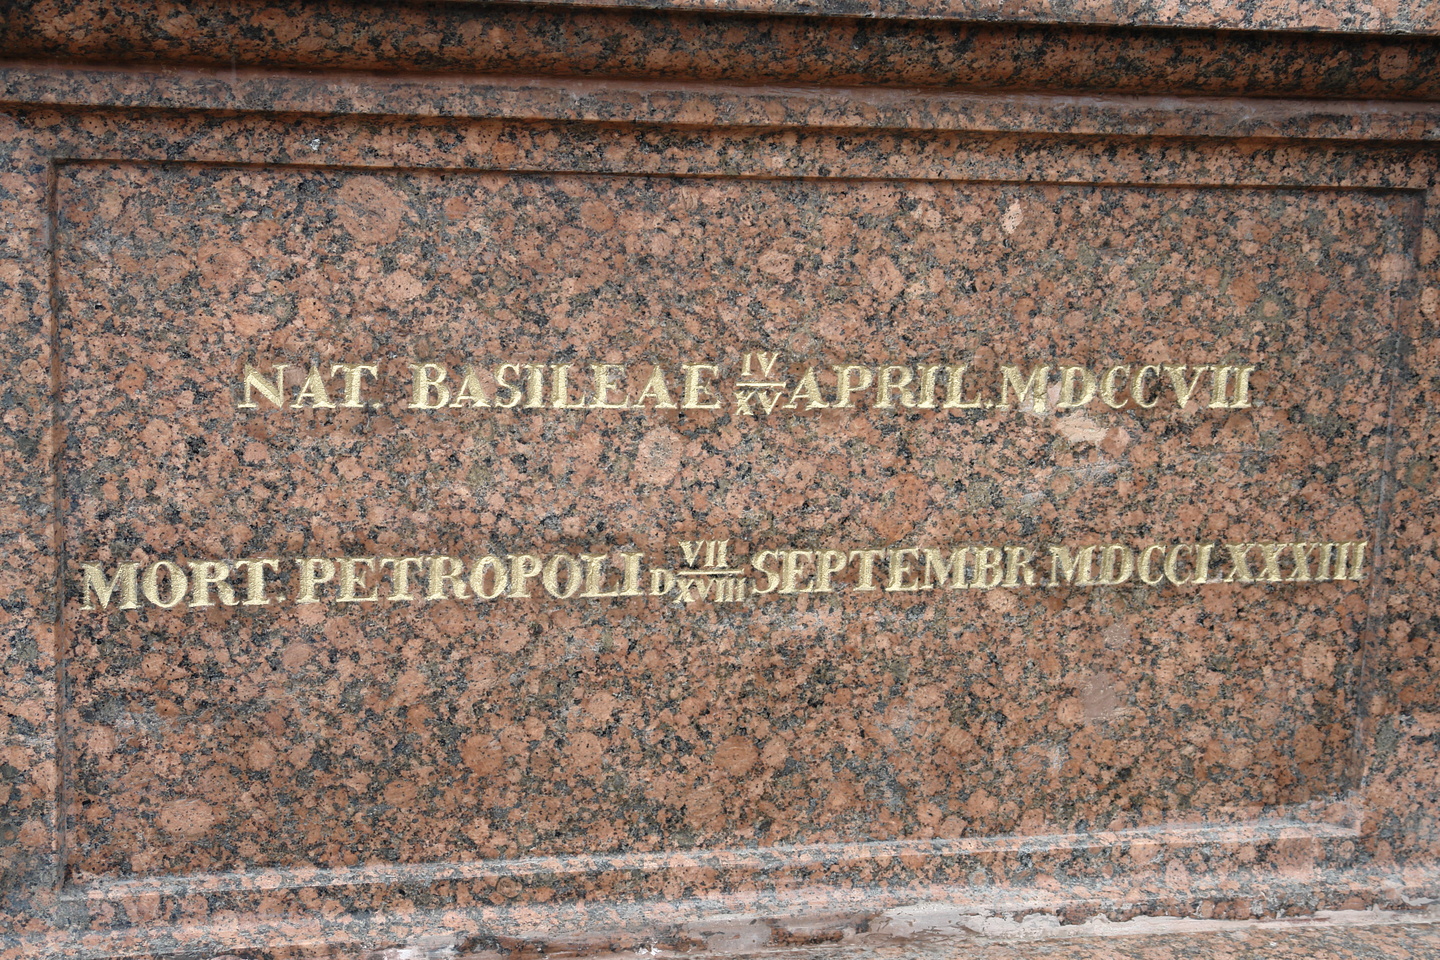 NAT. BASILEAE IV/XV APRIL. MDCCVII
MORT. PETROPOLI D VII/XVIII SEPTEMBR MDCCLXXXIII